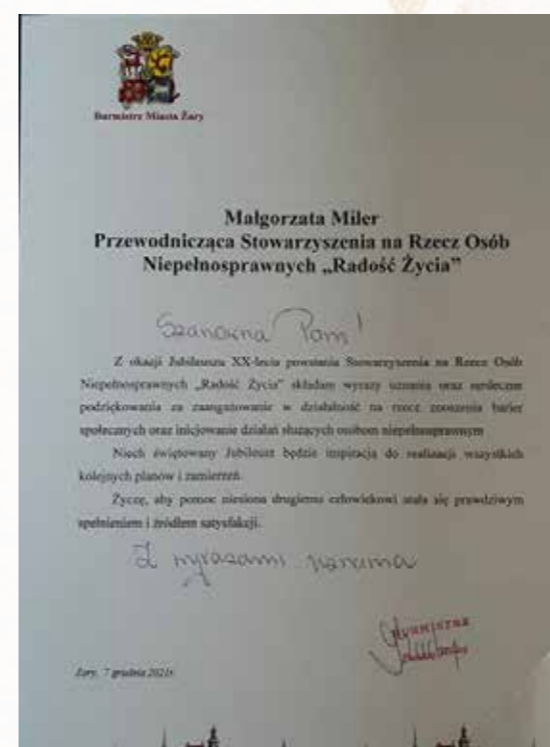 Burmistrz Miasta Żary
Małgorzata Miler
Przewodnicząca Stowarzyszenia na Rzecz Osób
Niepełnosprawnych „Radość Życia”
Szanowna Pani!
Z okazji Jubileuszu XX-lecia powstania Stowarzyszenia na Rzecz Osób
Niepełnosprawnych „Radość Życia” składam wyrazy uznania oraz serdeczne
podziękowania za zaangażowanie w działalność na rzecz znoszenia barier
społecznych oraz inicjowanie działań służących osobom niepełnosprawnym
Niech świętowany Jubileusz będzie inspiracją do realizacji wszystkich
kolejnych planów i zamierzeń.
Życzę, aby pomoc niesiona drugiemu człowiekowi stała się prawdziwym
spełnieniem i źródłem satysfakcji.
Z wyrazami uznania
Burmistrz
Żary, 7 grudnia 2021r.